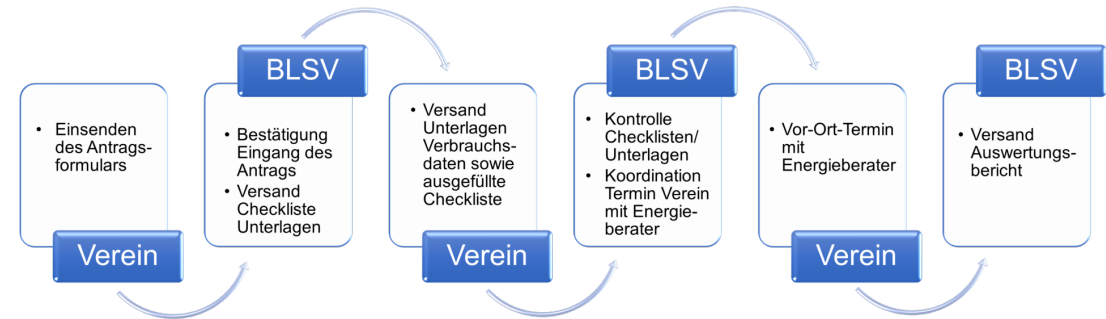 • Einsenden
des Antrags-
formulars
Verein
BLSV
• Bestätigung
Eingang des
Antrags
• Versand
Checkliste
Unterlagen
• Versand
Unterlagen
Verbrauchs-
daten sowie
ausgefüllte
Checkliste
Verein
BLSV
• Kontrolle
Checklisten/
Unterlagen
• Koordination
Termin Verein
mit Energie-
berater
• Vor-Ort-Termin
mit
Energieberater
Verein
BLSV
• Versand
Auswertungs-
bericht